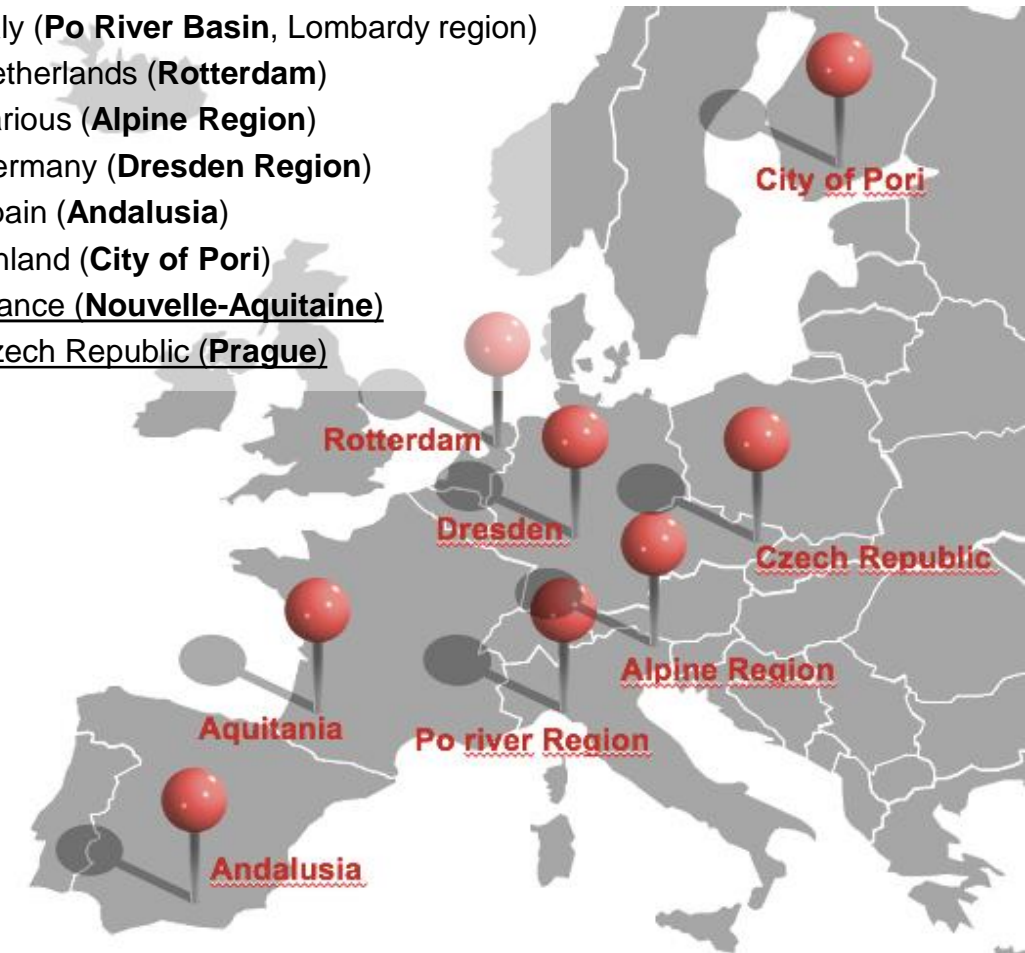 ly (Po River Basin, Lombardy region)
etherlands (Rotterdam)
arious (Alpine Region)
ermany (Dresden Region)
pain (Andalusia)
nland (City of Pori)
ance (Nouvelle-Aquitaine)
zech Republic (Prague)
City of Pori
Rotterdam
Dresden
Czech Republic
Alpine Region
Aquitania
Po river Region
Andalusia